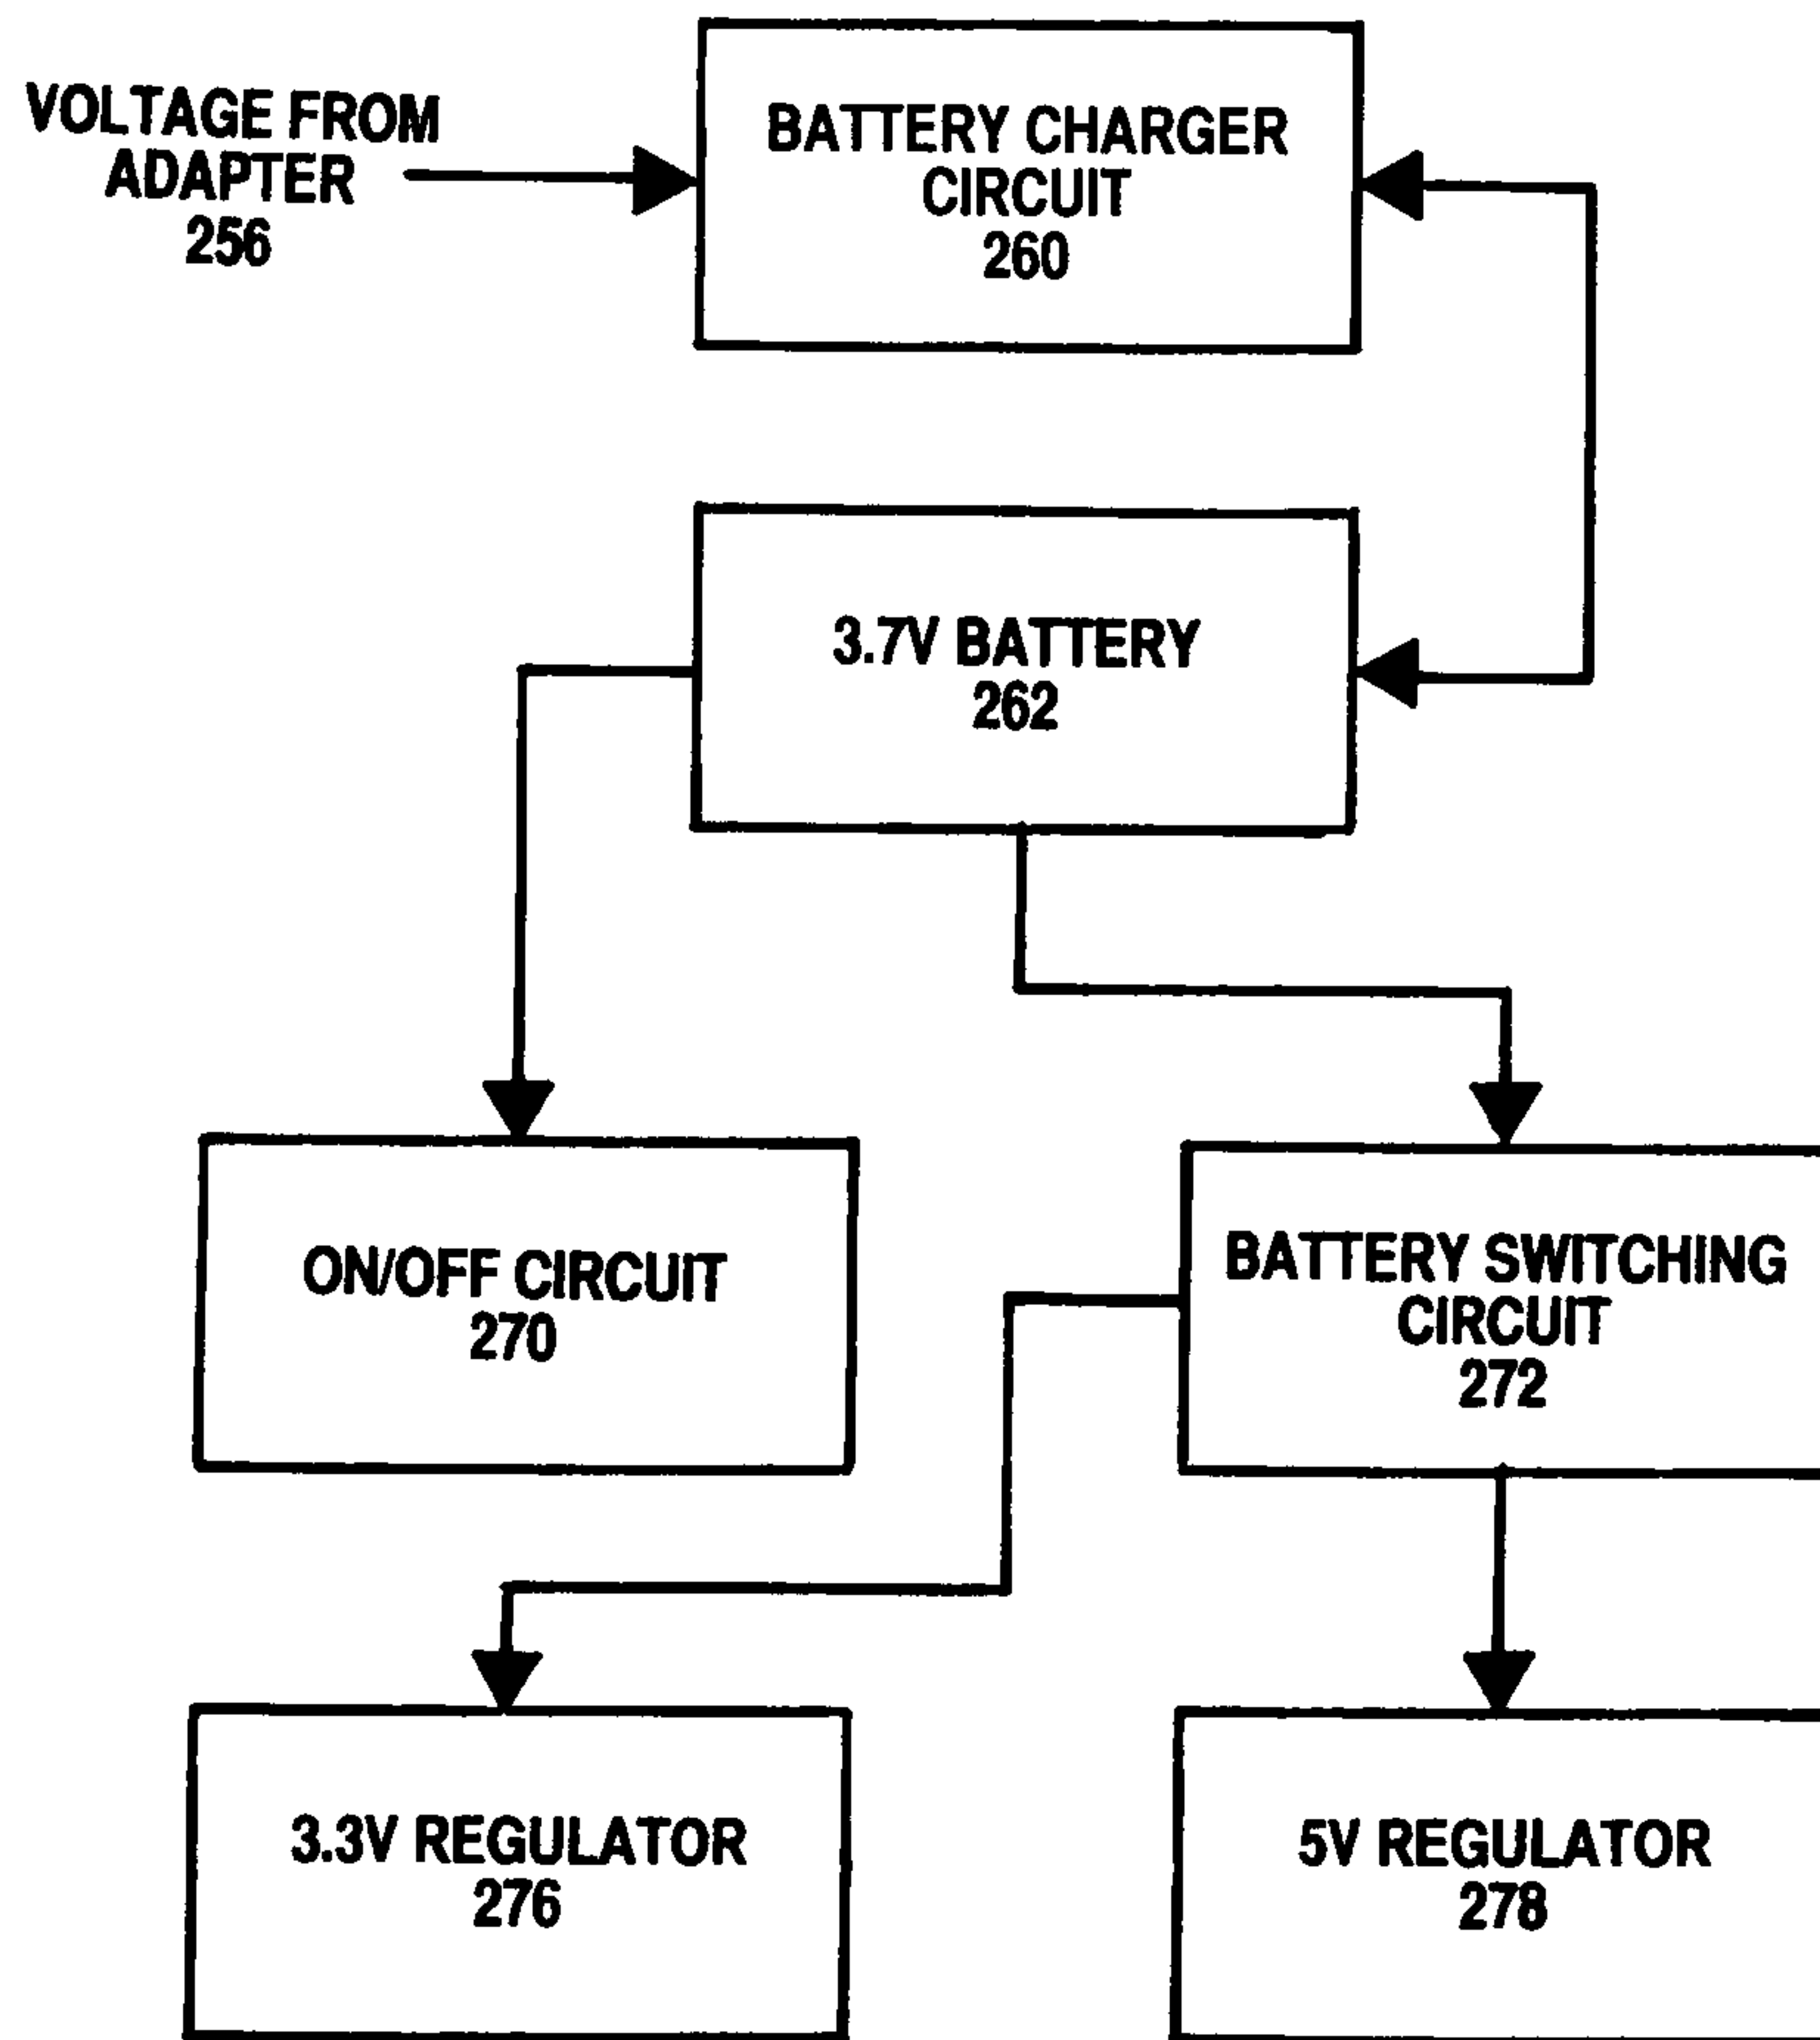 VOLTAGE FROM
ADAPTER
256
BATTERY CHARGER
CIRCUIT
260
3.7V BATTERY
262
ON/OFF CIRCUIT
270
BATTERY SWITCHING
CIRCUIT
272
3.3V REGULATOR
276
5V REGULATOR
278